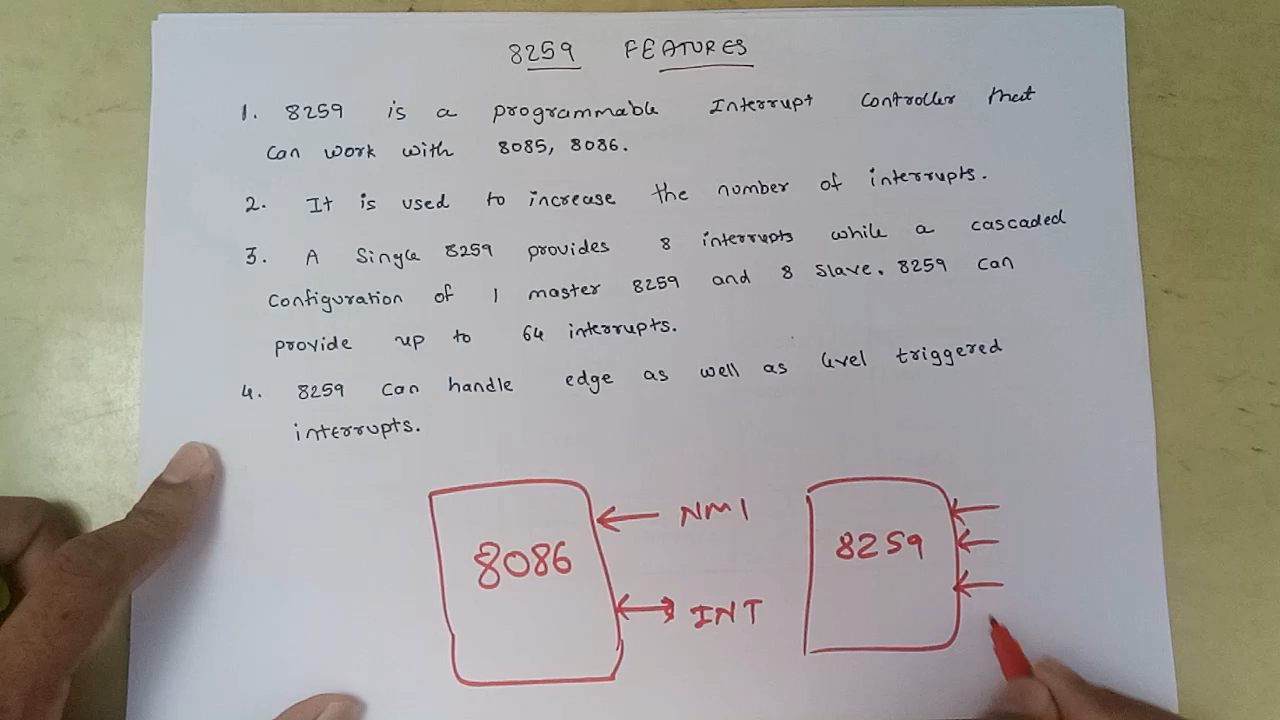 8259 FEATURES
1. 8259 is a programmable Interrupt Controller that
can work with 8085, 8086.
2. It is used to increase the number of interrupts.
3. A Single 8259 provides 8 interrupts while a cascaded
configuration of 1 master 8259 and 8 slave. 8259 can
provide up to 64 interrupts.
4. 8259 can handle edge as well as level triggered
interrupts.
8086
NMI
INT
8259